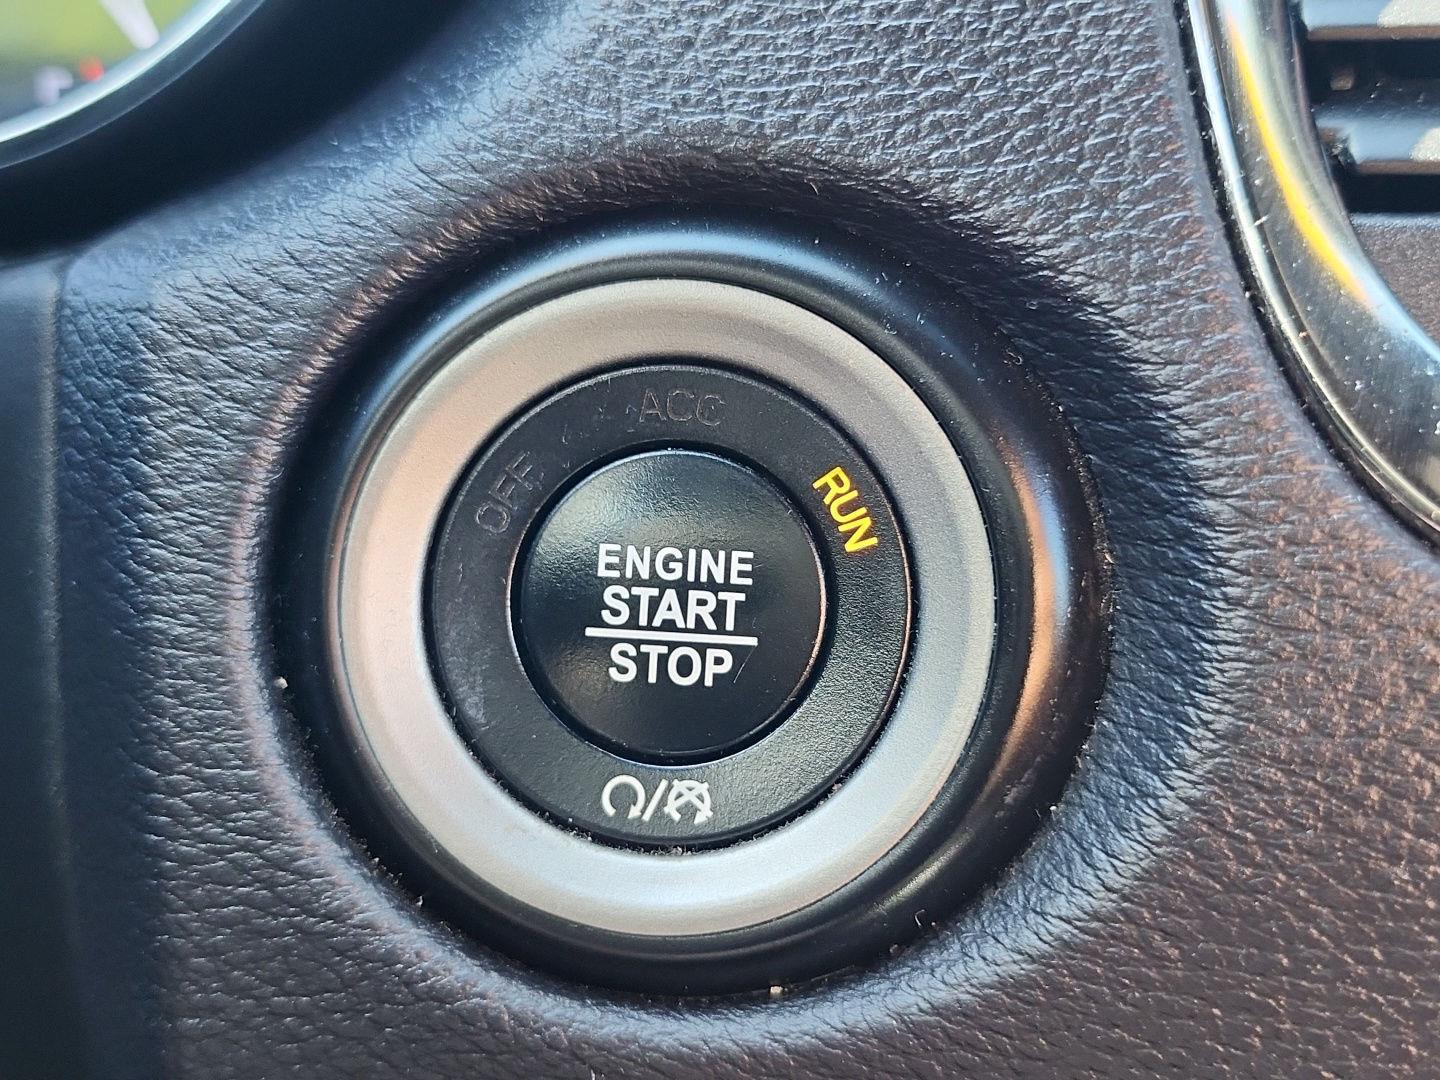 ACC
OFF
RUN
ENGINE
START
STOP